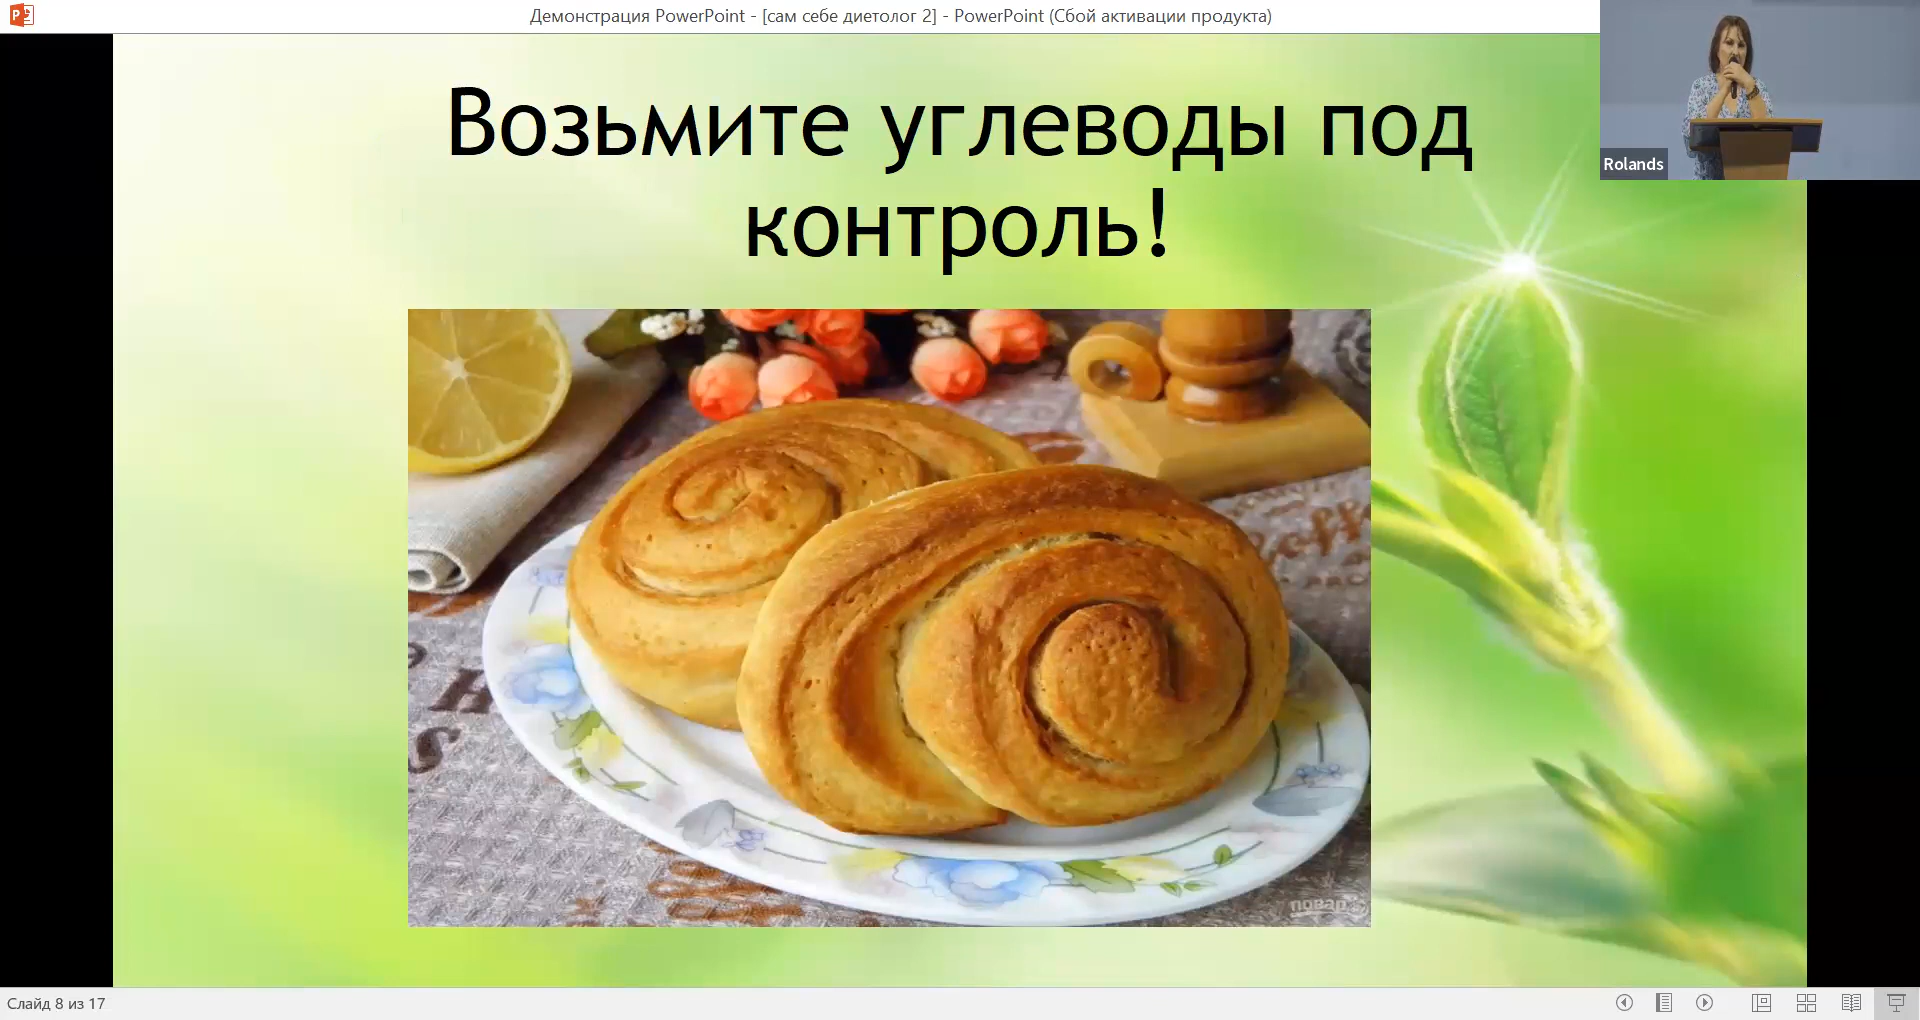 Демонстрация PowerPoint - [сам себе диетолог 2] - PowerPoint (Сбой активации продукта)
Rolands
Возьмите углеводы под
контроль!
повар
Слайд 8 из 17